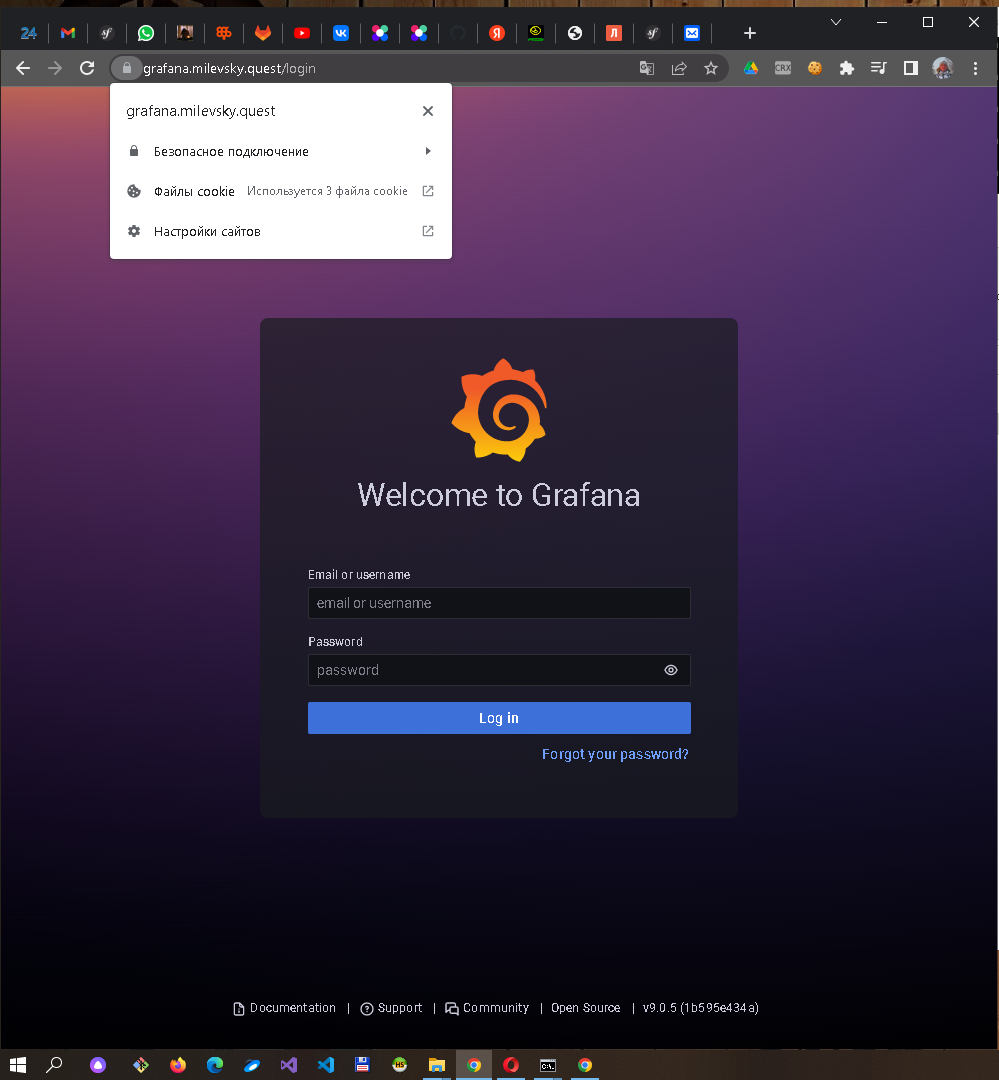 24
grafana.milevsky.quest/login
CRX
grafana.milevsky.quest
Безопасное подключение
Файлы cookie Используется 3 файла cookie
Настройки сайтов
Welcome to Grafana
Email or username
email or username
Password
password
Log in
Forgot your password?
Documentation | Support | Community | Open Source | v9.0.5 (1b595e434a)